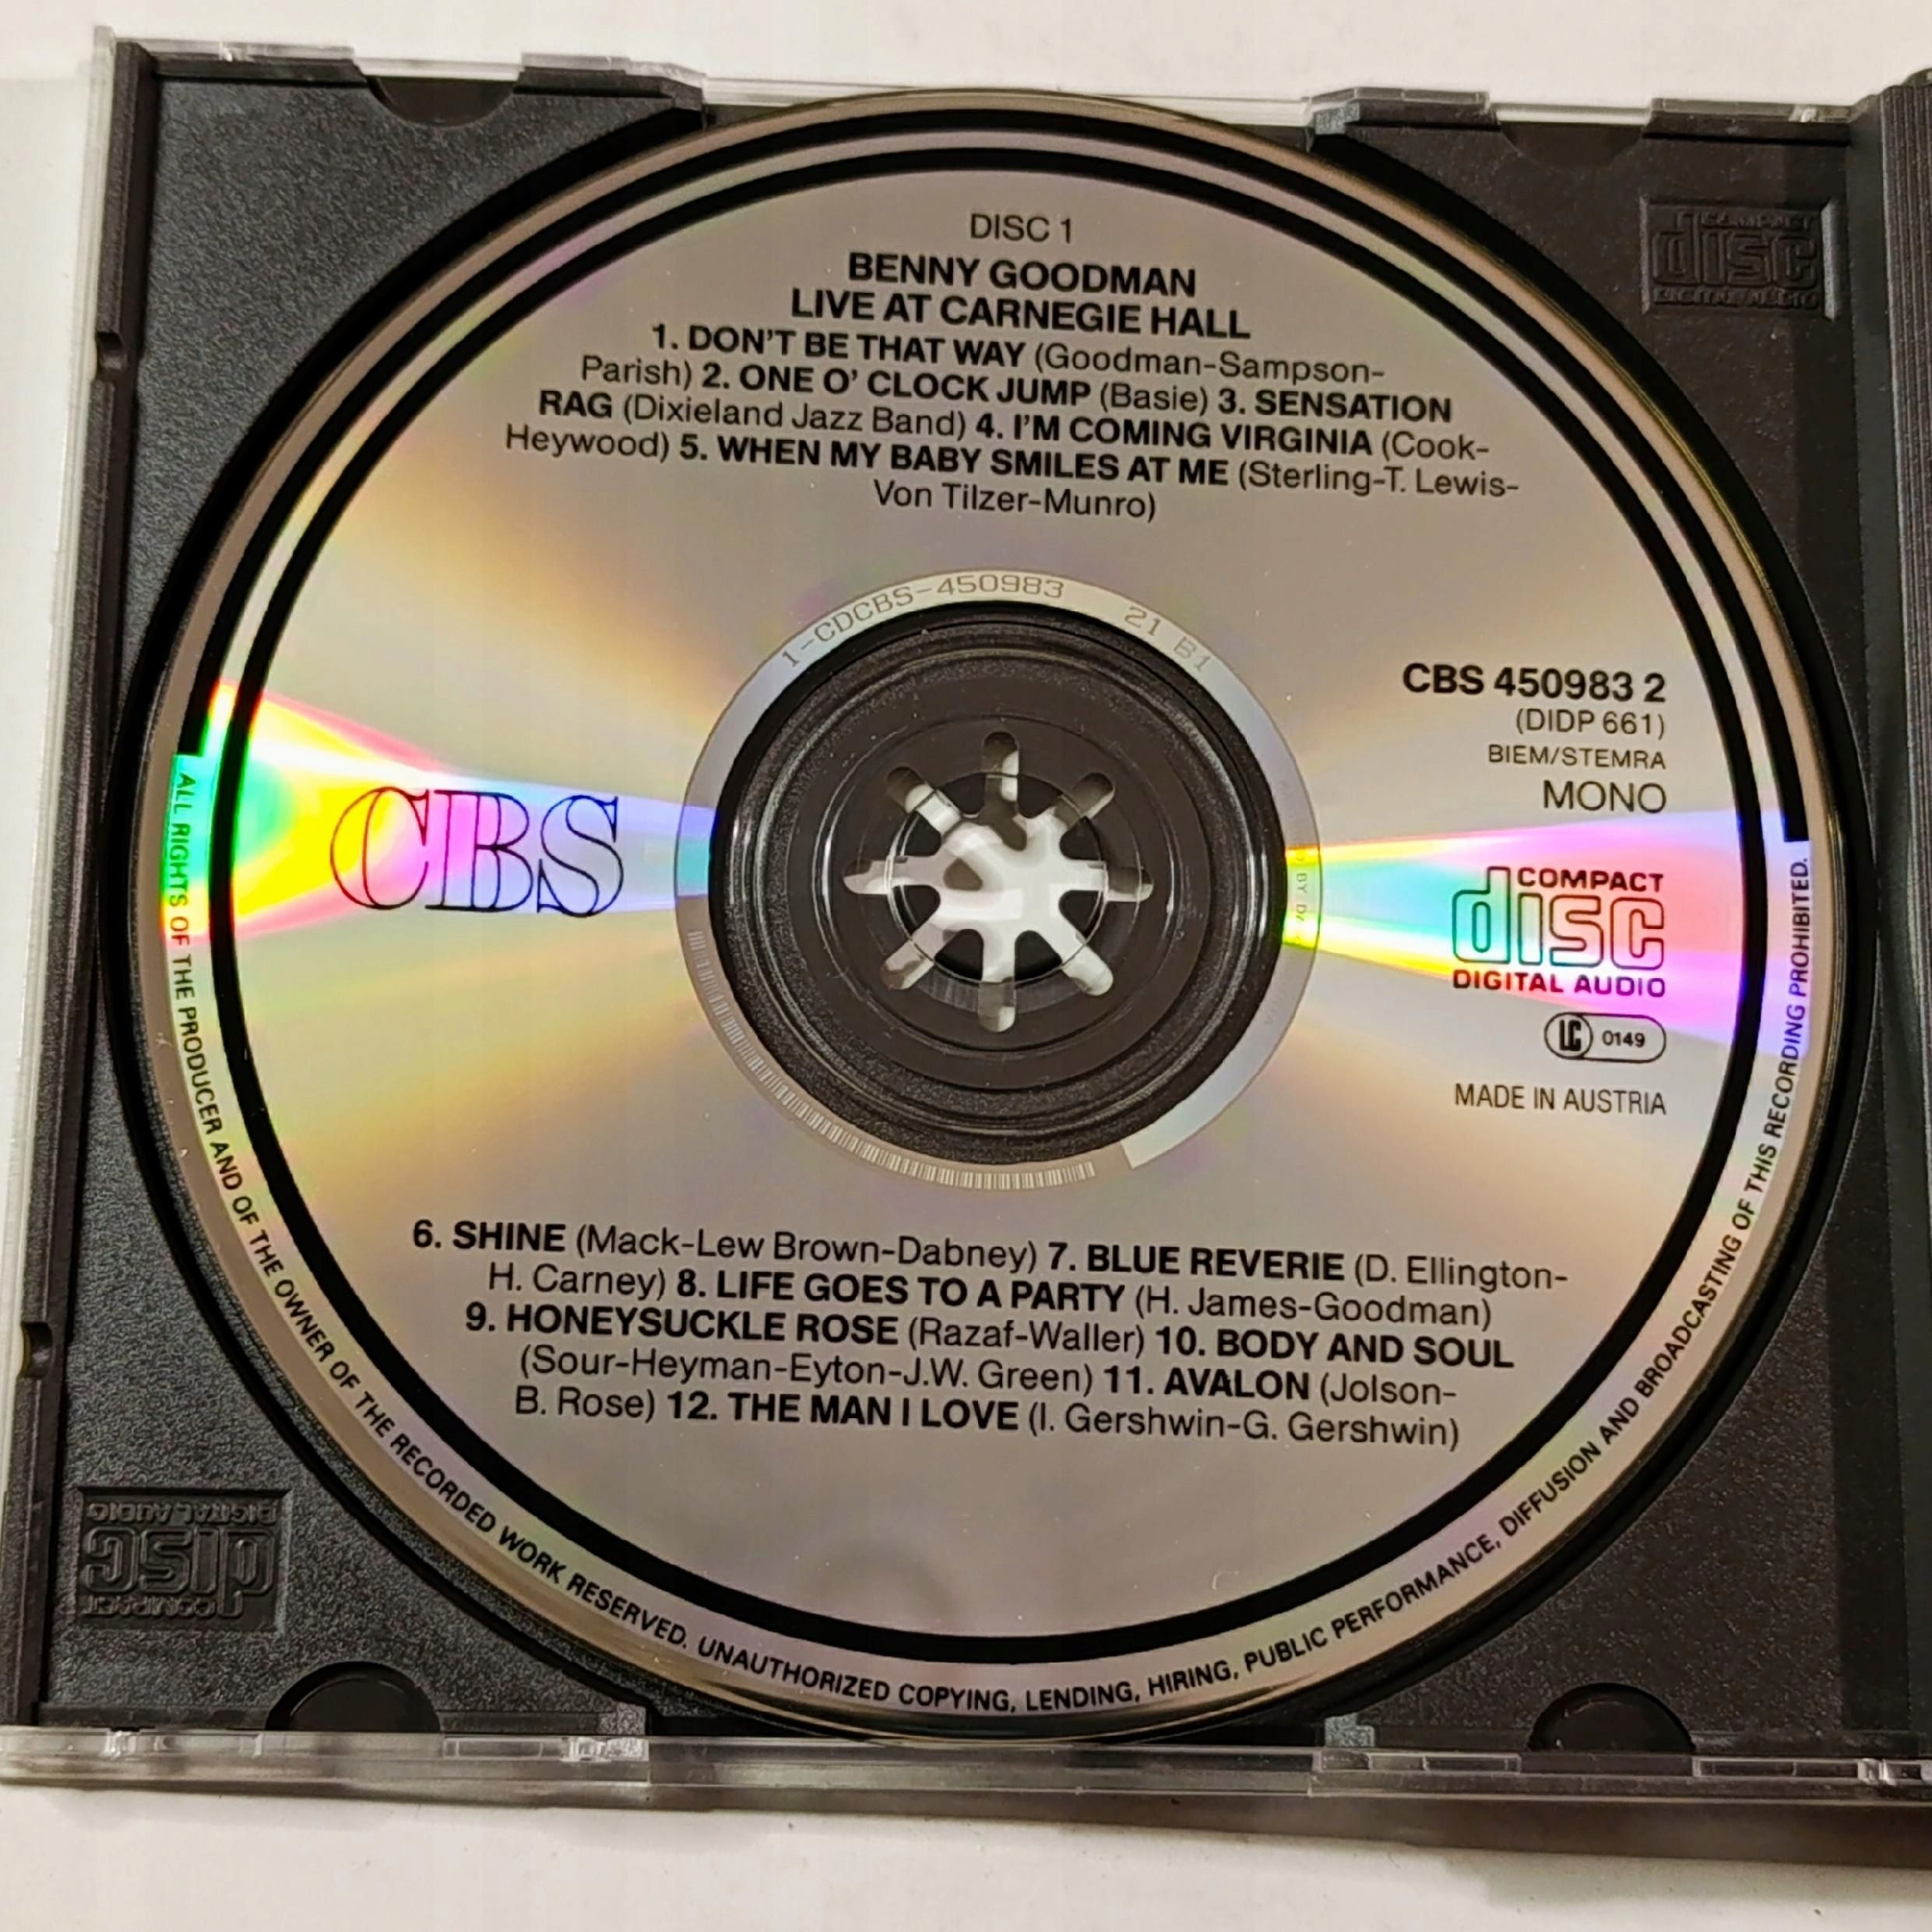 DISC 1
BENNY GOODMAN
LIVE AT CARNEGIE HALL
1. DON'T BE THAT WAY (Goodman-Sampson-
Parish) 2. ONE O' CLOCK JUMP (Basie) 3. SENSATION
RAG (Dixieland Jazz Band) 4. I'M COMING VIRGINIA (Cook-
Heywood) 5. WHEN MY BABY SMILES AT ME (Sterling-T. Lewis-
Von Tilzer-Munro)
1-CDCBS-450983 21 B1
CBS 450983 2
(DIDP 661)
BIEM/STEMRA
MONO
CBS
COMPACT
disc
DIGITAL AUDIO
LC 0149
MADE IN AUSTRIA
6. SHINE (Mack-Lew Brown-Dabney) 7. BLUE REVERIE (D. Ellington-
H. Carney) 8. LIFE GOES TO A PARTY (H. James-Goodman)
9. HONEYSUCKLE ROSE (Razaf-Waller) 10. BODY AND SOUL
(Sour-Heyman-Eyton-J.W. Green) 11. AVALON (Jolson-
B. Rose) 12. THE MAN I LOVE (I. Gershwin-G. Gershwin)
ALL RIGHTS OF THE PRODUCER AND OF THE OWNER OF THE RECORDED WORK RESERVED. UNAUTHORIZED COPYING, LENDING, HIRING, PUBLIC PERFORMANCE, DIFFUSION AND BROADCASTING OF THIS RECORDING PROHIBITED.
COMPACT
disc
DIGITAL AUDIO
COMPACT
disc
DIGITAL AUDIO